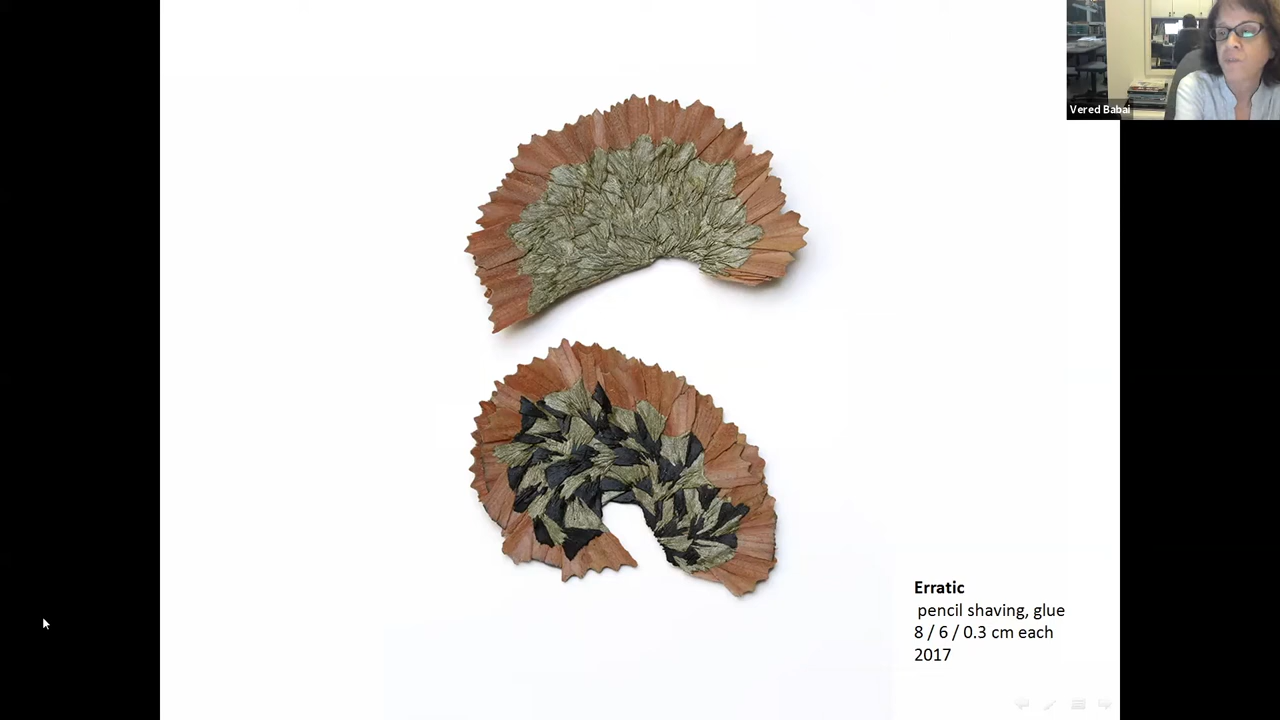 Vered Babai
Erratic
pencil shaving, glue
8 / 6 / 0.3 cm each
2017